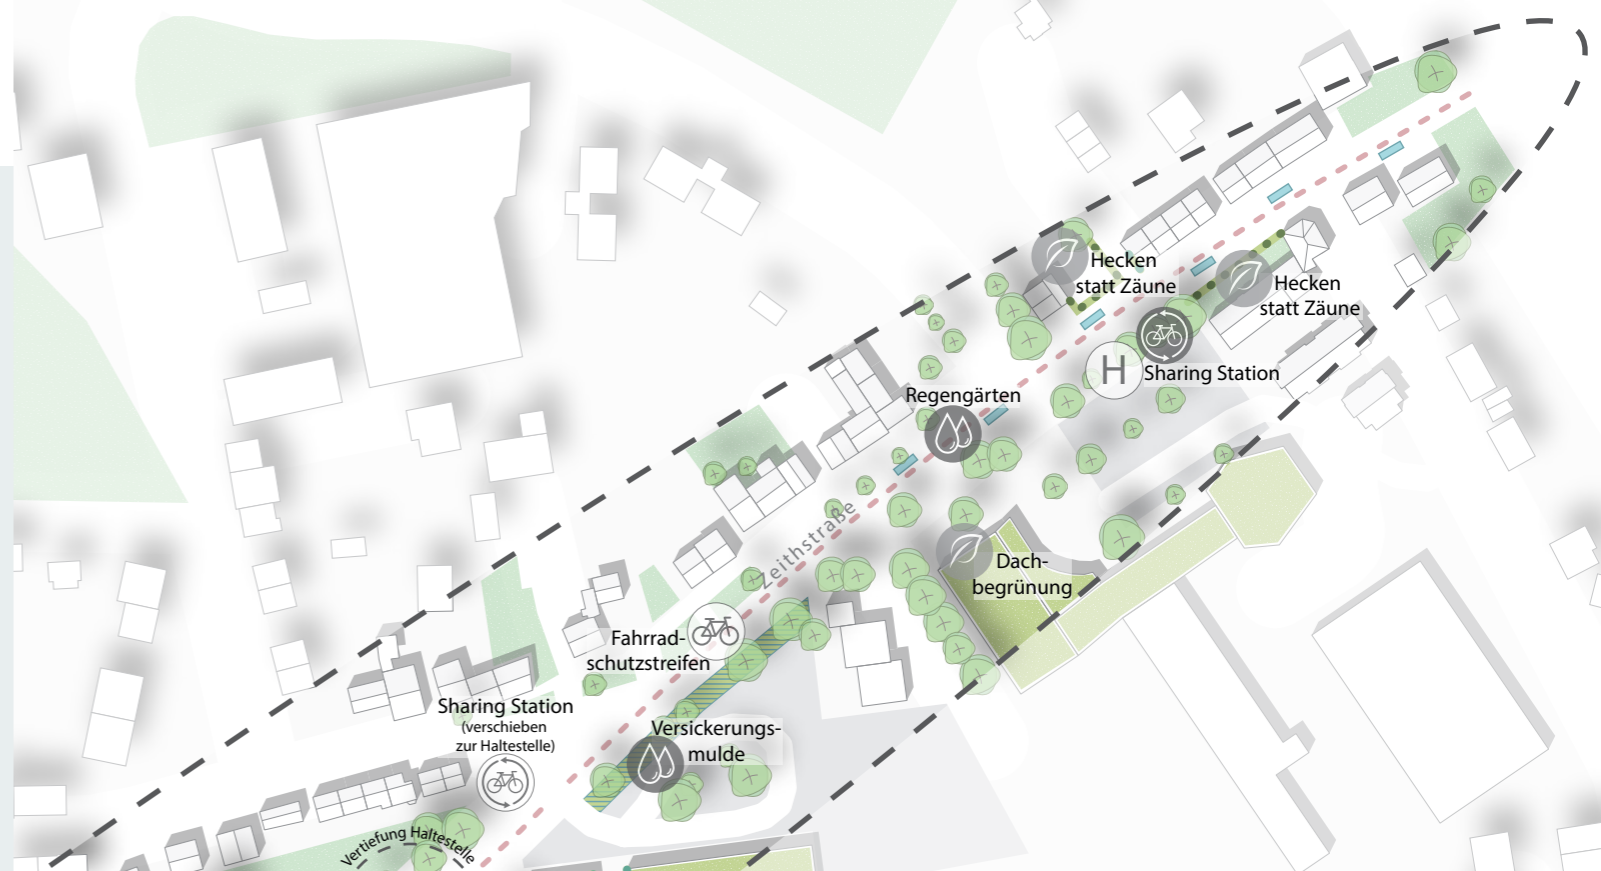 Hecken
statt Zäune
Hecken
statt Zäune
H
Sharing Station
Regengärten
Zeithstraße
Dach-
begrünung
Fahrrad-
schutzstreifen
Sharing Station
(verschieben
zur Haltestelle)
Versickerungs-
mulde
Vertiefung Haltestelle